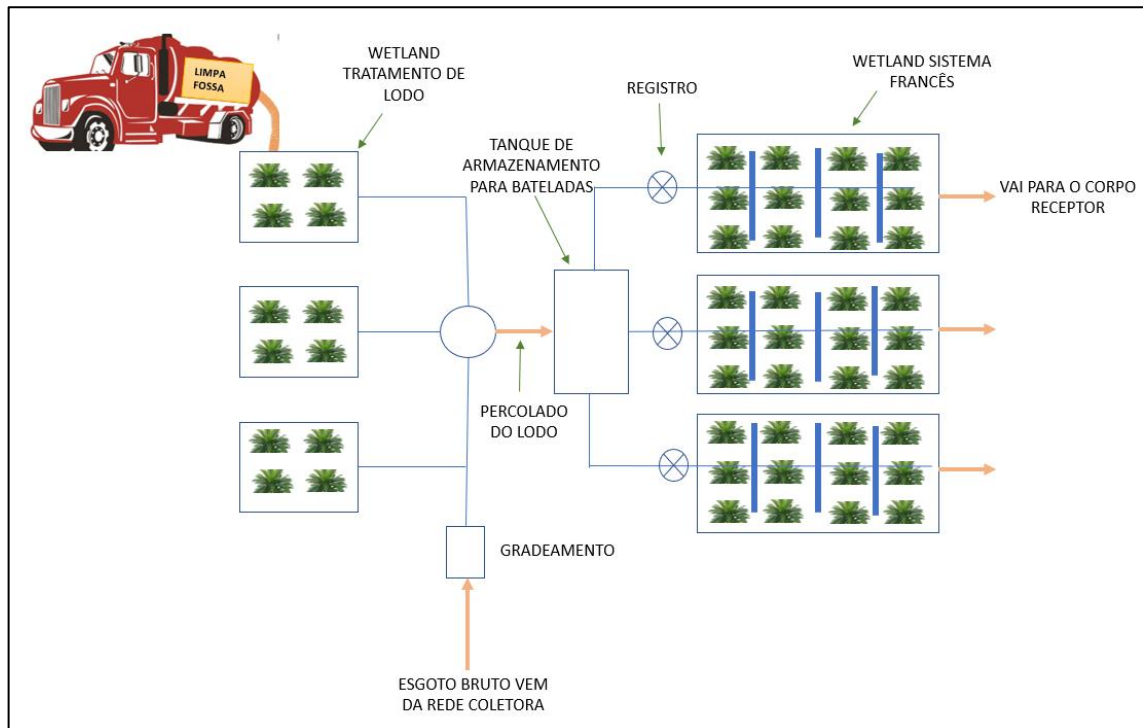 LIMPA
FOSSA
WETLAND
TRATAMENTO DE
LODO
REGISTRO
WETLAND SISTEMA
FRANCÊS
TANQUE DE
ARMAZENAMENTO
PARA BATELADAS
VAI PARA O CORPO
RECEPTOR
PERCOLADO
DO LODO
GRADEAMENTO
ESGOTO BRUTO VEM
DA REDE COLETORA